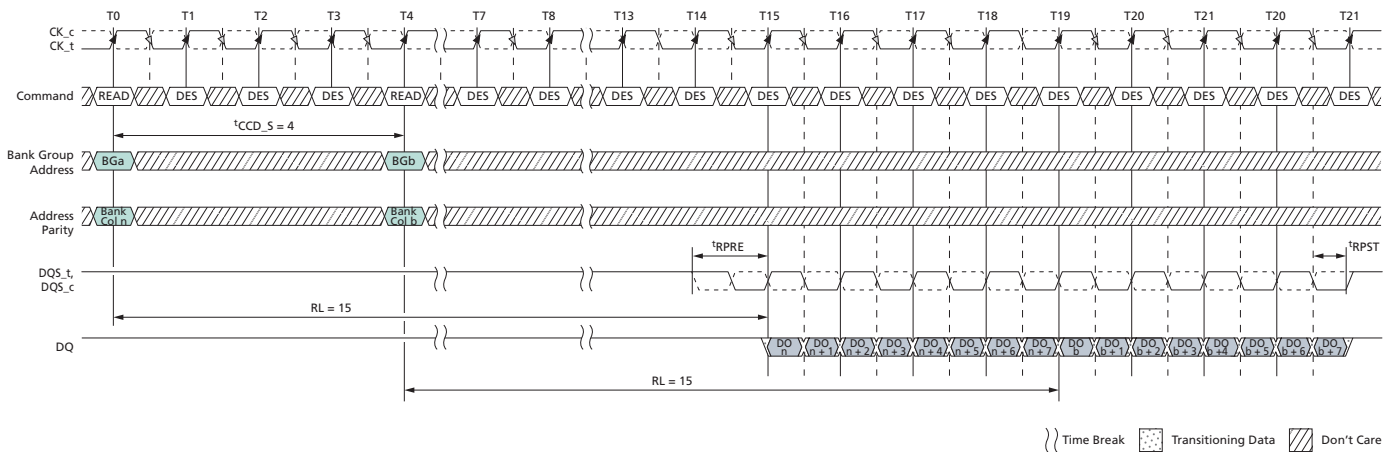 T0 T1 T2 T3 T4 T7 T8 T13 T14 T15 T16 T17 T18 T19 T20 T21 T20 T21
CK_c
CK_t
Command READ DES DES DES READ DES DES DES DES DES DES DES DES DES DES DES DES DES
tCCD_S = 4
Bank Group
Address
BGa BGb
Address
Parity
Bank
Col n
Bank
Col b
tRPRE tRPST
DQS_t,
DQS_c
RL = 15
DQ
DO
n
DO
n + 1
DO
n + 2
DO
n + 3
DO
n + 4
DO
n + 5
DO
n + 6
DO
n + 7
DO
b
DO
b + 1
DO
b + 2
DO
b + 3
DO
b + 4
DO
b + 5
DO
b + 6
DO
b + 7
RL = 15
Time Break Transitioning Data Don't Care